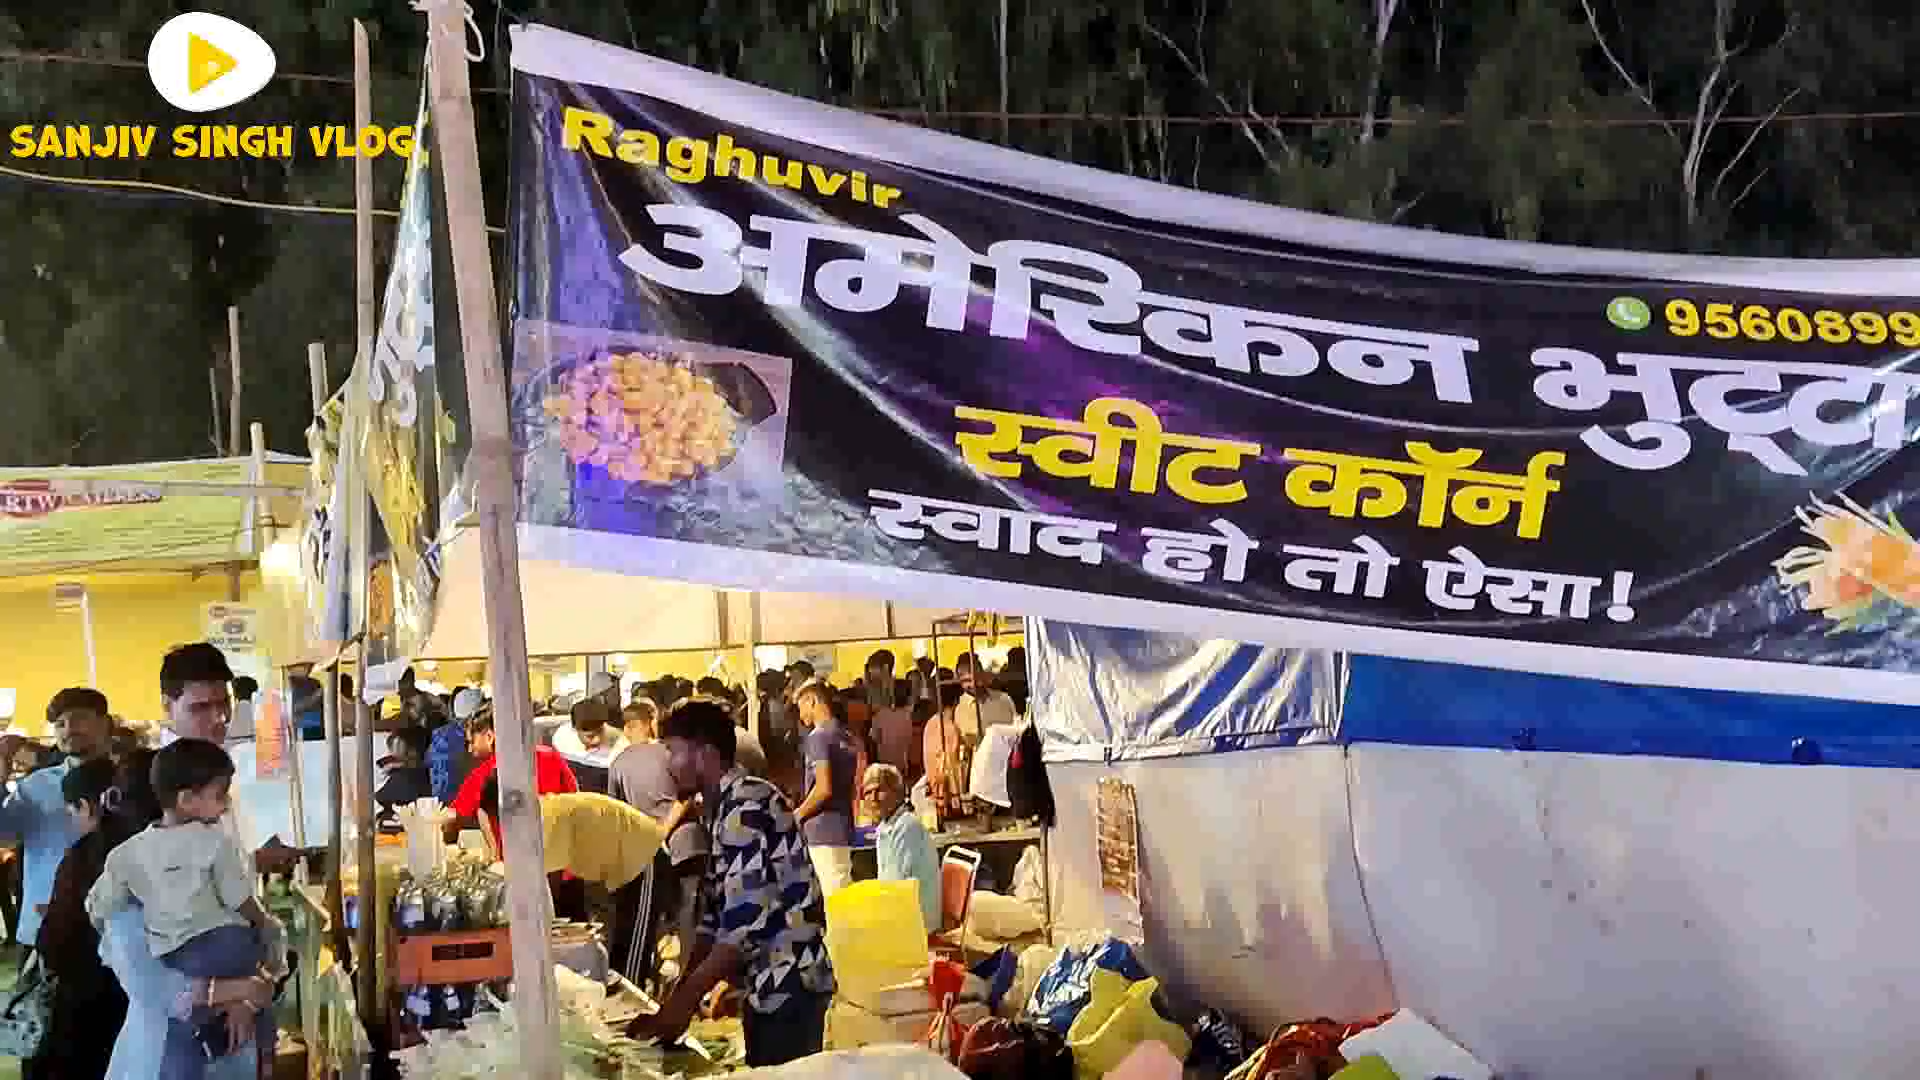 SANJIV SINGH VLOG
Raghuvir
अमेरिकन भुट्टा
9560899
स्वीट कॉर्न
स्वाद हो तो ऐसा!